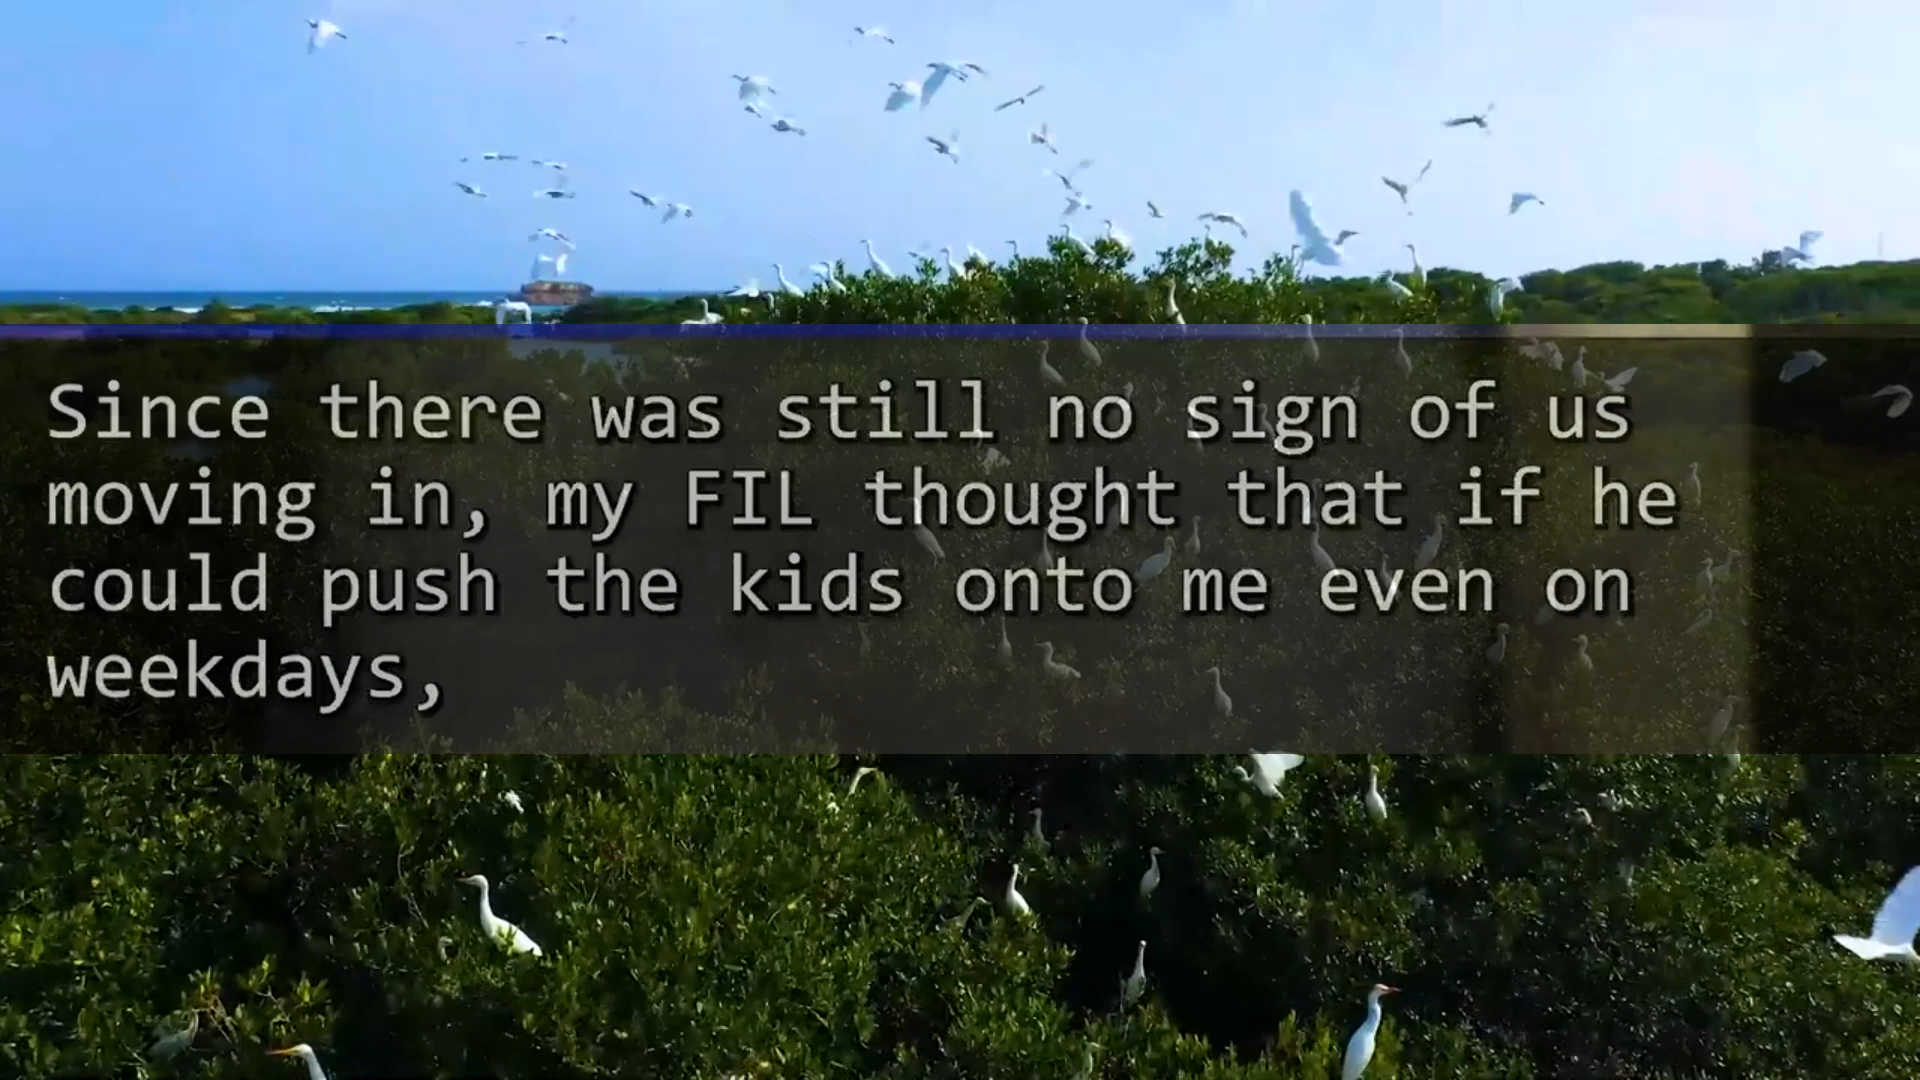 Since there was still no sign of us
moving in, my FIL thought that if he
could push the kids onto me even on
weekdays,